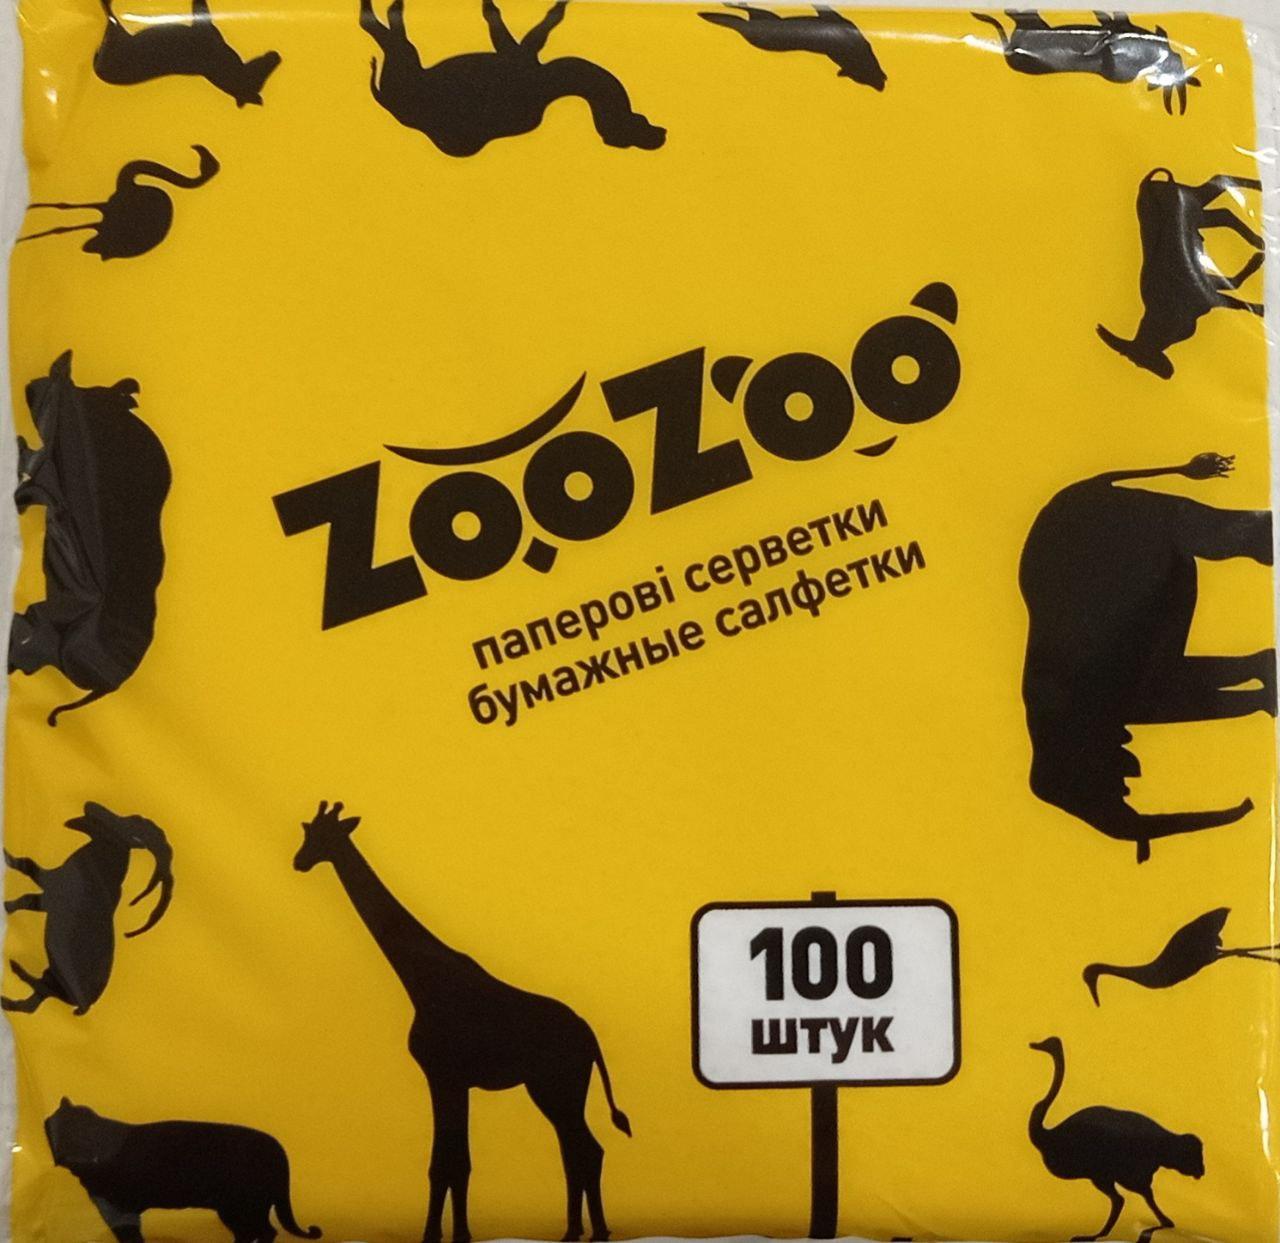 ZOOZOO
паперові серветки
бумажные салфетки
100
штук